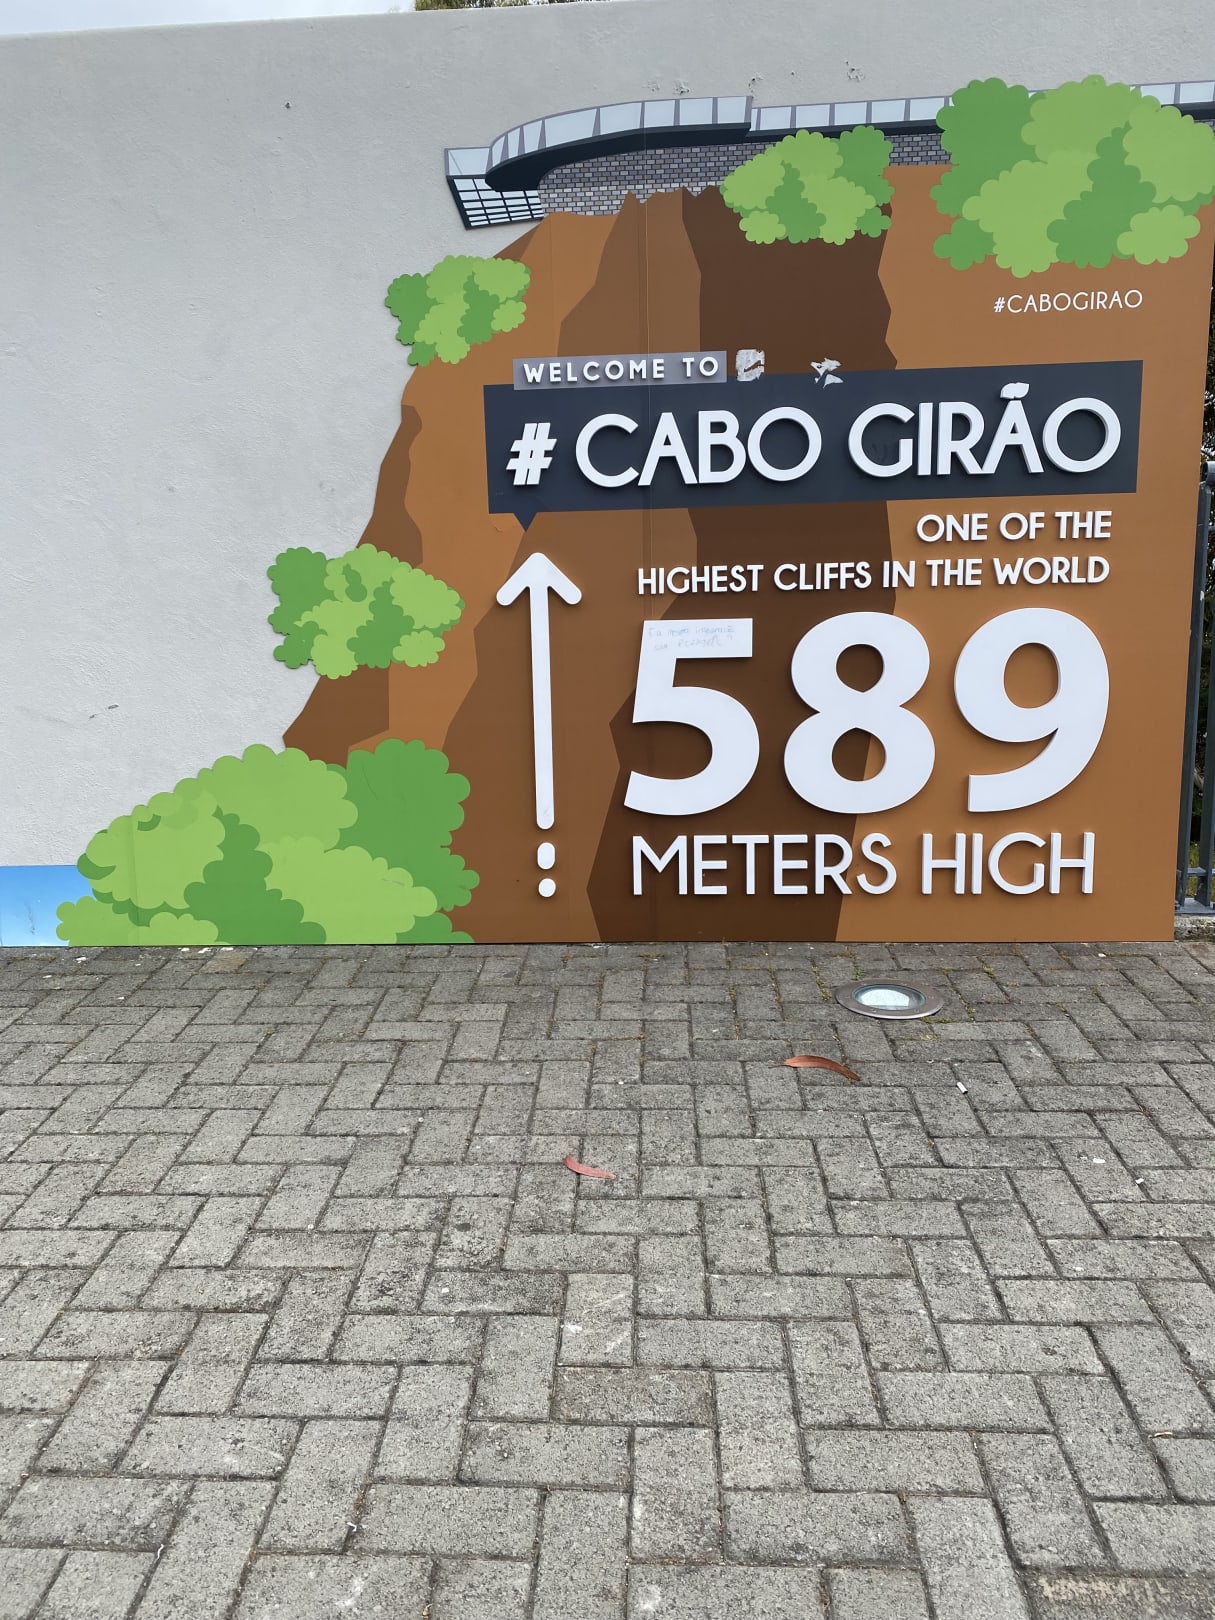 #CABOGIRAO
WELCOME TO
# CABO GIRÃO
ONE OF THE
HIGHEST CLIFFS IN THE WORLD
589
METERS HIGH